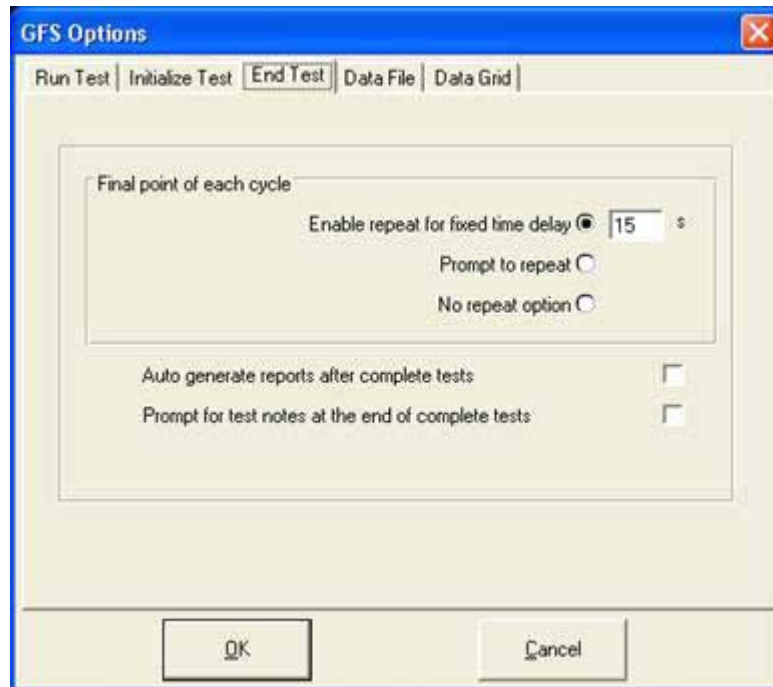 GFS Options
Run Test Initialize Test End Test Data File Data Grid
Final point of each cycle
Enable repeat for fixed time delay 15 s
Prompt to repeat
No repeat option
Auto generate reports after complete tests
Prompt for test notes at the end of complete tests
OK Cancel